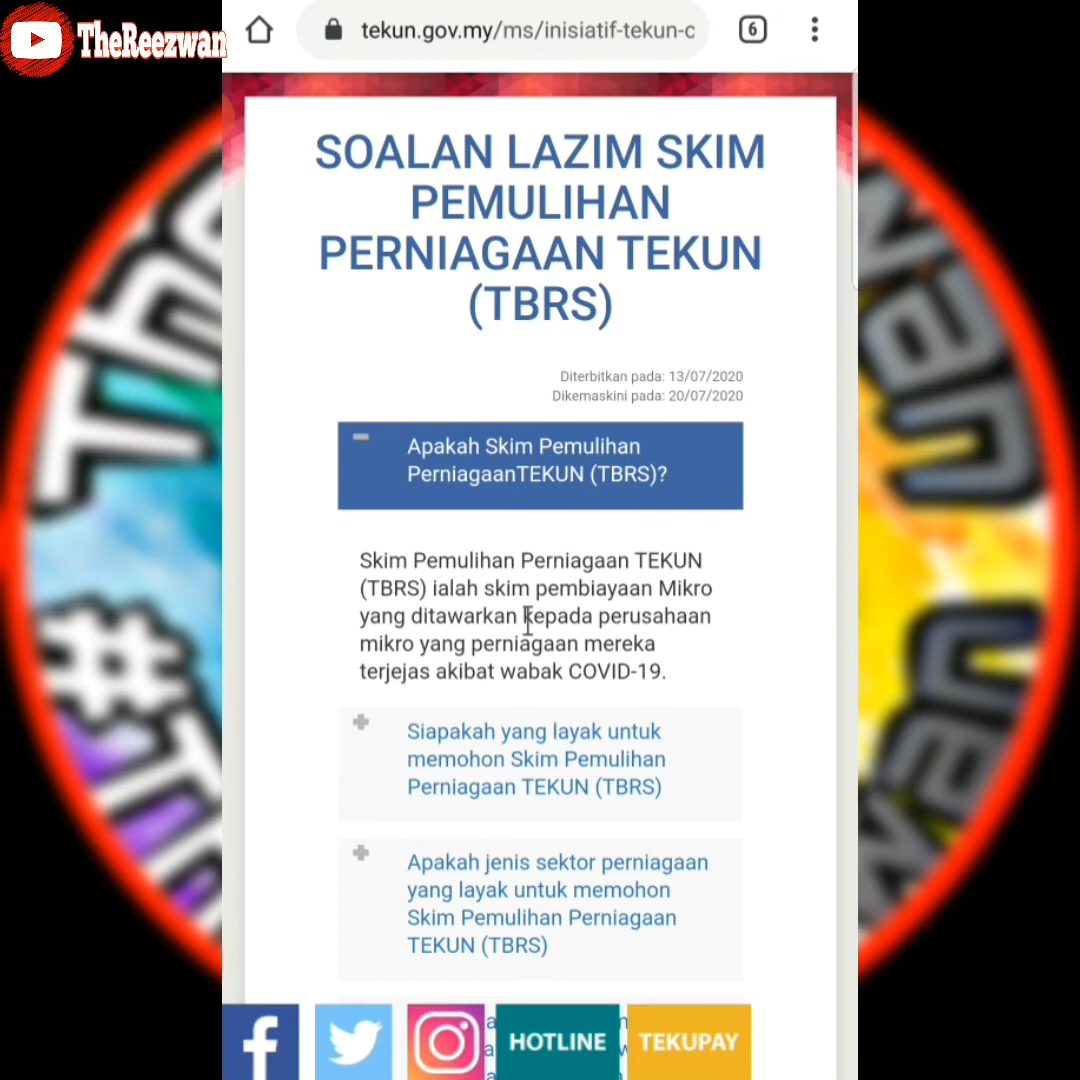 TheReezwan
tekun.gov.my/ms/inisiatif-tekun-c
6
SOALAN LAZIM SKIM
PEMULIHAN
PERNIAGAAN TEKUN
(TBRS)
Diterbitkan pada: 13/07/2020
Dikemaskini pada: 20/07/2020
Apakah Skim Pemulihan
PerniagaanTEKUN (TBRS)?
Skim Pemulihan Perniagaan TEKUN
(TBRS) ialah skim pembiayaan Mikro
yang ditawarkan kepada perusahaan
mikro yang perniagaan mereka
terjejas akibat wabak COVID-19.
Siapakah yang layak untuk
memohon Skim Pemulihan
Perniagaan TEKUN (TBRS)
Apakah jenis sektor perniagaan
yang layak untuk memohon
Skim Pemulihan Perniagaan
TEKUN (TBRS)
HOTLINE
TEKUPAY